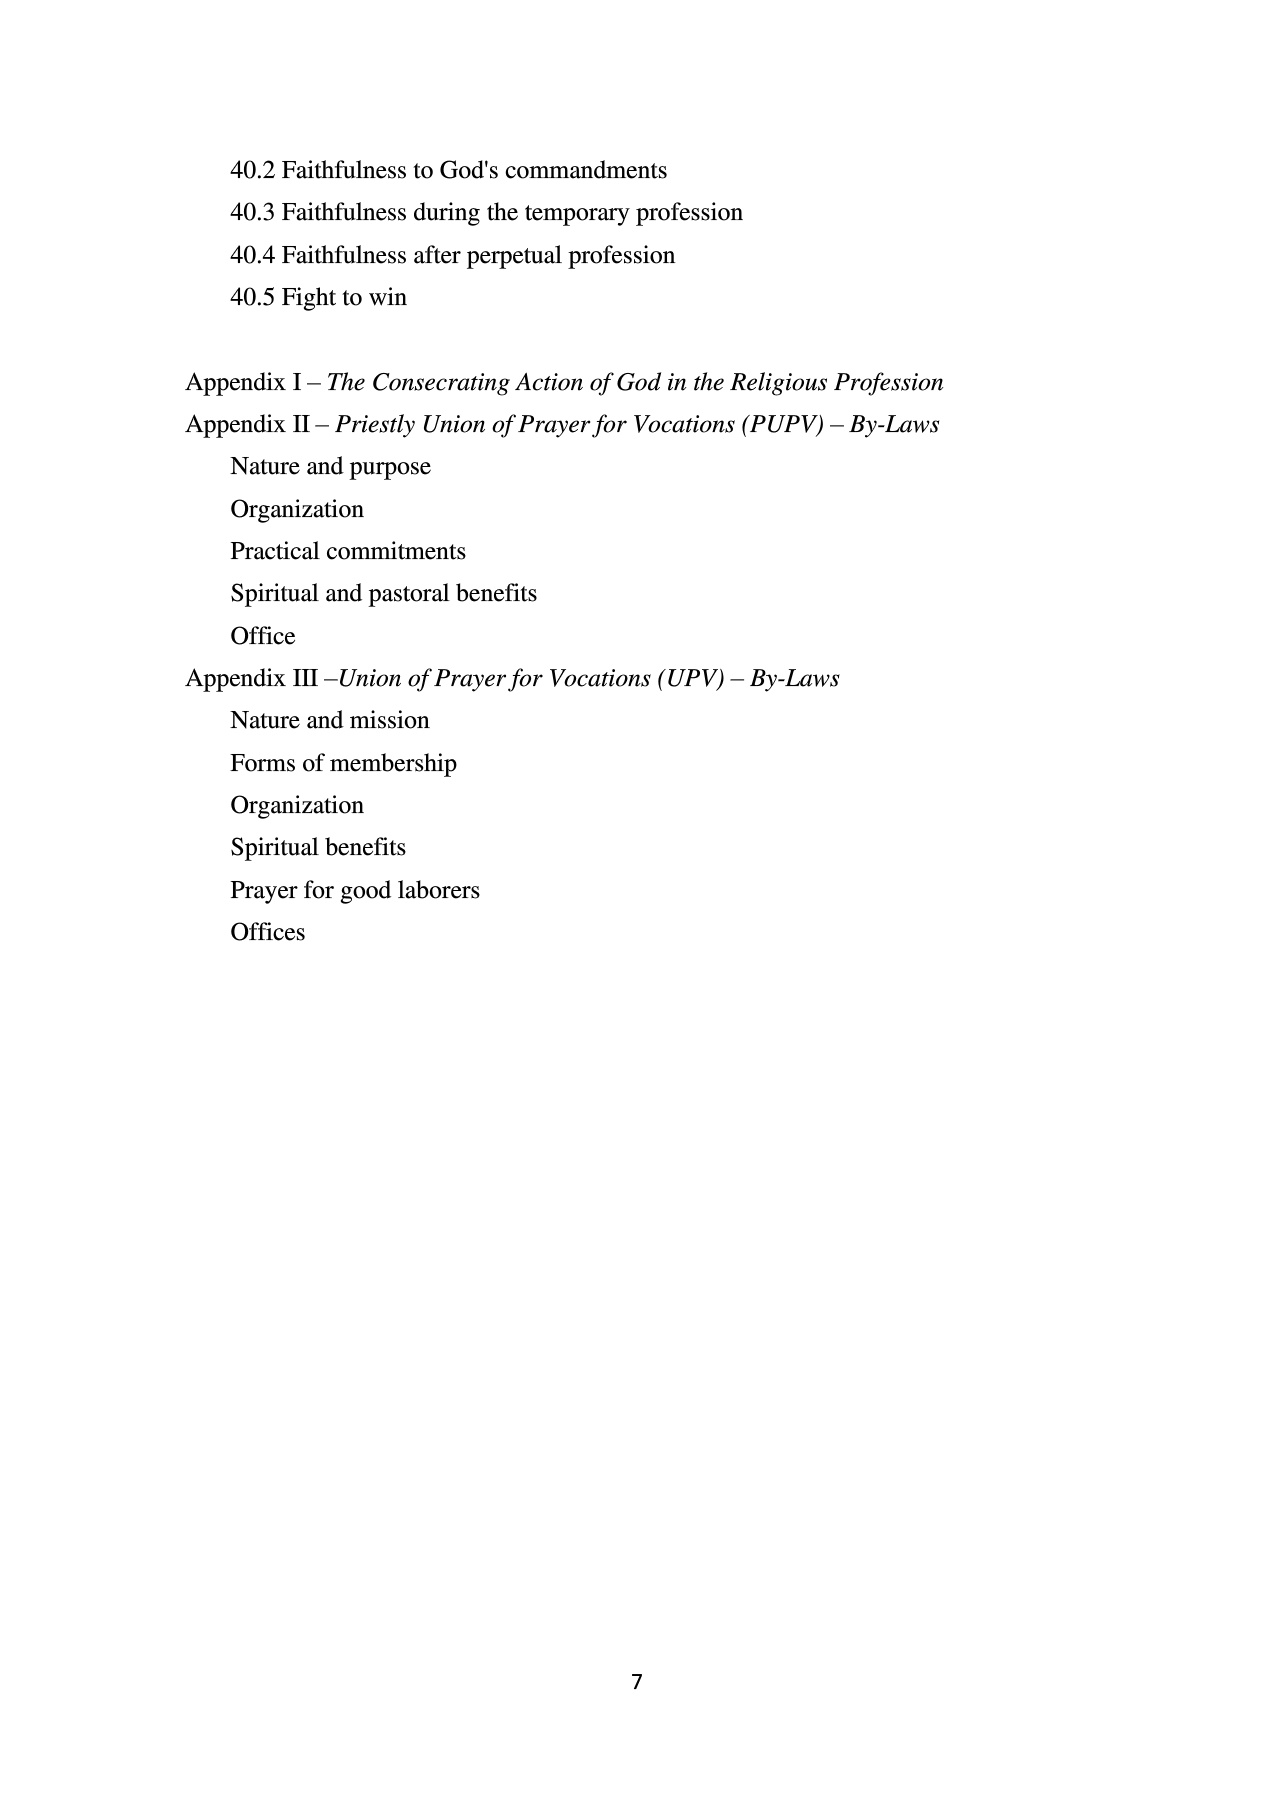 40.2 Faithfulness to God's commandments
40.3 Faithfulness during the temporary profession
40.4 Faithfulness after perpetual profession
40.5 Fight to win
Appendix I – The Consecrating Action of God in the Religious Profession
Appendix II – Priestly Union of Prayer for Vocations (PUPV) – By-Laws
Nature and purpose
Organization
Practical commitments
Spiritual and pastoral benefits
Office
Appendix III –Union of Prayer for Vocations (UPV) – By-Laws
Nature and mission
Forms of membership
Organization
Spiritual benefits
Prayer for good laborers
Offices
7